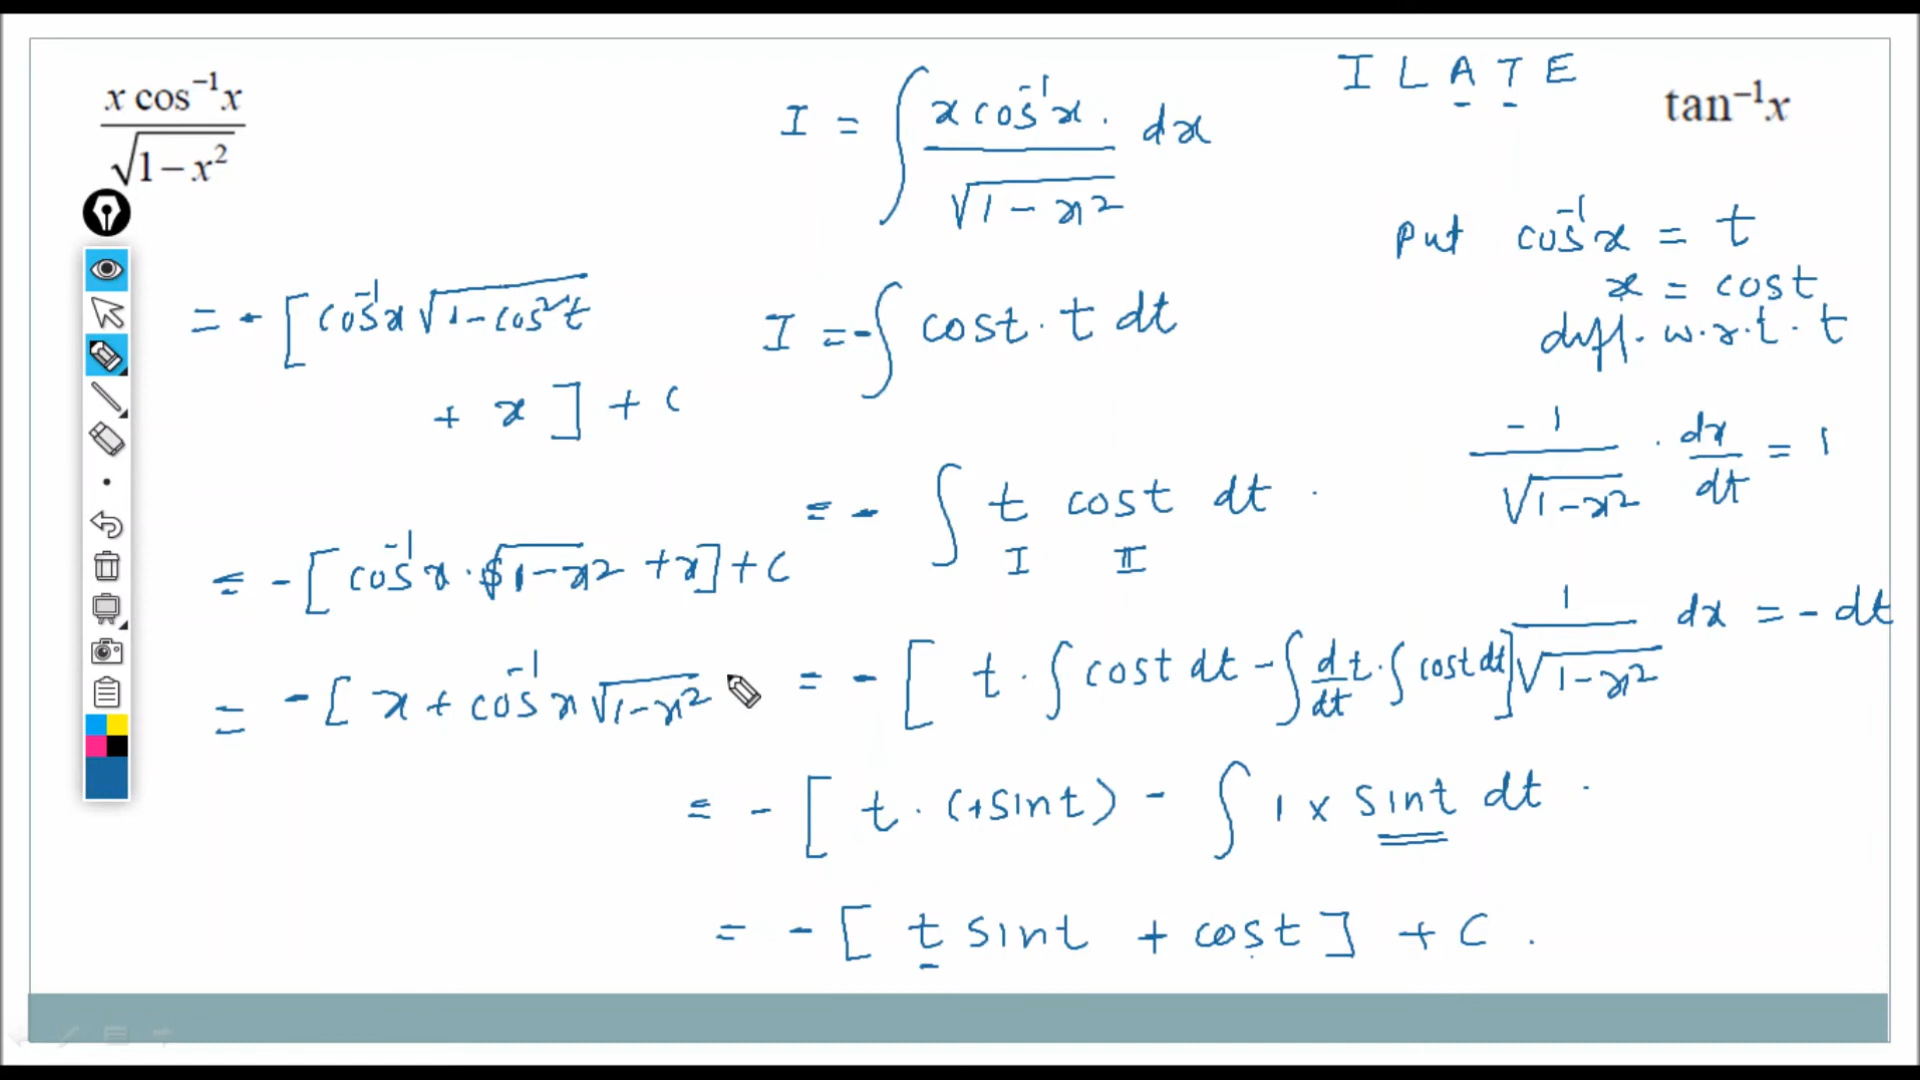 x cos⁻¹x / √(1 − x²)
I = ∫ x cos⁻¹x . / √(1 − x²) dx
I L A T E
tan⁻¹x
Put cos⁻¹x = t
x = cost
diff. w.r.t. t
-1 / √(1 − x²) . dx/dt = 1
1 / √(1 − x²) dx = - dt
I = -∫ cost . t dt
= - ∫ t cost dt .
I II
= - [ t . ∫ cost dt - ∫ d/dt t . ∫ cost dt ]
= - [ t . (+sint) - ∫ 1 x sint dt .
= - [ t sint + cost ] + C .
= - [ cos⁻¹x √(1 − cos²t)
+ x ] + C
= - [ cos⁻¹x . √(1 − x²) + x ] + C
= - [ x + cos⁻¹x √(1 − x²)